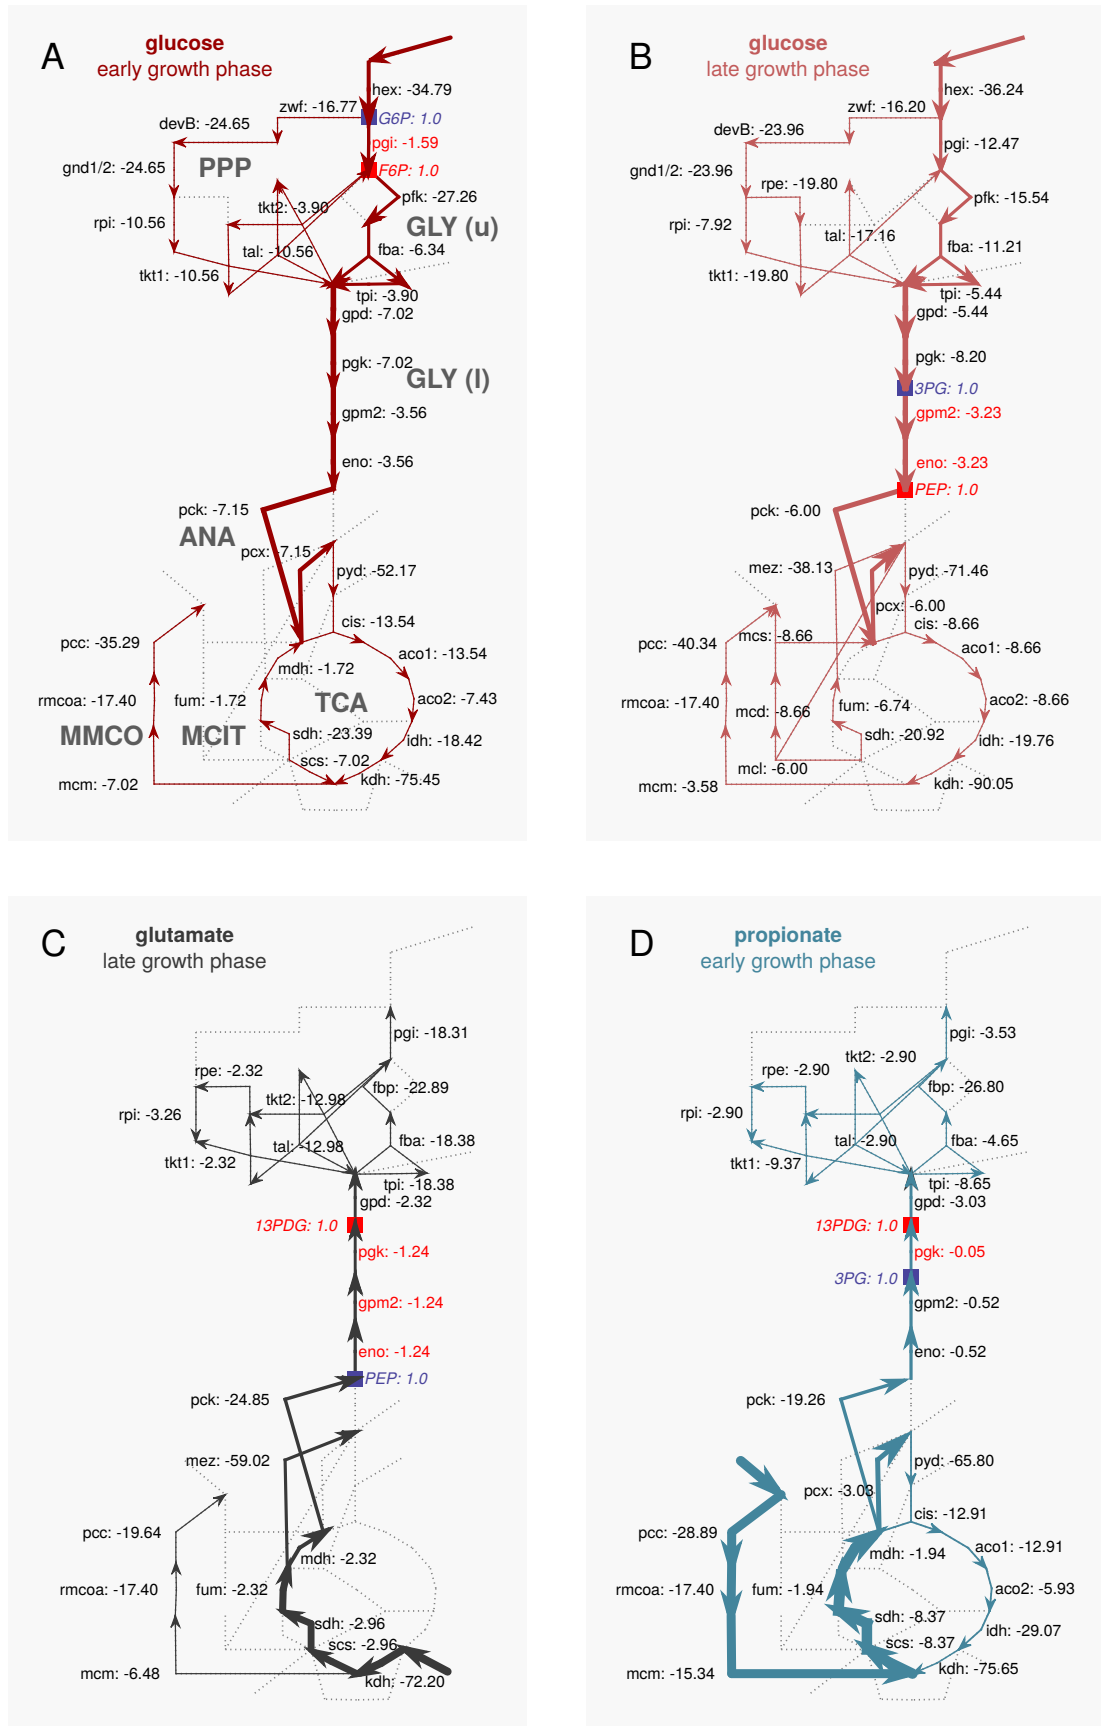 A
glucose
early growth phase
hex: -34.79
zwf: -16.77
G6P: 1.0
devB: -24.65
pgi: -1.59
gnd1/2: -24.65
PPP
F6P: 1.0
pfk: -27.26
tkt2: -3.90
rpi: -10.56
GLY (u)
tal: -10.56
fba: -6.34
tkt1: -10.56
tpi: -3.90
gpd: -7.02
pgk: -7.02
GLY (l)
gpm2: -3.56
eno: -3.56
pck: -7.15
ANA
pcx: -7.15
pyd: -52.17
cis: -13.54
pcc: -35.29
aco1: -13.54
mdh: -1.72
rmcoa: -17.40
fum: -1.72
TCA
aco2: -7.43
MMCO
MCIT
sdh: -23.39
idh: -18.42
scs: -7.02
mcm: -7.02
kdh: -75.45
B
glucose
late growth phase
hex: -36.24
zwf: -16.20
devB: -23.96
pgi: -12.47
gnd1/2: -23.96
rpe: -19.80
pfk: -15.54
rpi: -7.92
tal: -17.16
fba: -11.21
tkt1: -19.80
tpi: -5.44
gpd: -5.44
pgk: -8.20
3PG: 1.0
gpm2: -3.23
eno: -3.23
PEP: 1.0
pck: -6.00
mez: -38.13
pyd: -71.46
pcx: -6.00
cis: -8.66
mcs: -8.66
pcc: -40.34
aco1: -8.66
rmcoa: -17.40
aco2: -8.66
fum: -6.74
mcd: -8.66
sdh: -20.92
idh: -19.76
mcl: -6.00
mcm: -3.58
kdh: -90.05
C
glutamate
late growth phase
pgi: -18.31
rpe: -2.32
fbp: -22.89
tkt2: -12.98
rpi: -3.26
tal: -12.98
fba: -18.38
tkt1: -2.32
tpi: -18.38
gpd: -2.32
13PDG: 1.0
pgk: -1.24
gpm2: -1.24
eno: -1.24
PEP: 1.0
pck: -24.85
mez: -59.02
pcc: -19.64
mdh: -2.32
rmcoa: -17.40
fum: -2.32
sdh: -2.96
scs: -2.96
mcm: -6.48
kdh: -72.20
D
propionate
early growth phase
pgi: -3.53
tkt2: -2.90
rpe: -2.90
fbp: -26.80
rpi: -2.90
tal: -2.90
fba: -4.65
tkt1: -9.37
tpi: -8.65
gpd: -3.03
13PDG: 1.0
pgk: -0.05
3PG: 1.0
gpm2: -0.52
eno: -0.52
pck: -19.26
pyd: -65.80
pcx: -3.03
cis: -12.91
pcc: -28.89
aco1: -12.91
mdh: -1.94
rmcoa: -17.40
fum: -1.94
aco2: -5.93
sdh: -8.37
idh: -29.07
scs: -8.37
mcm: -15.34
kdh: -75.65